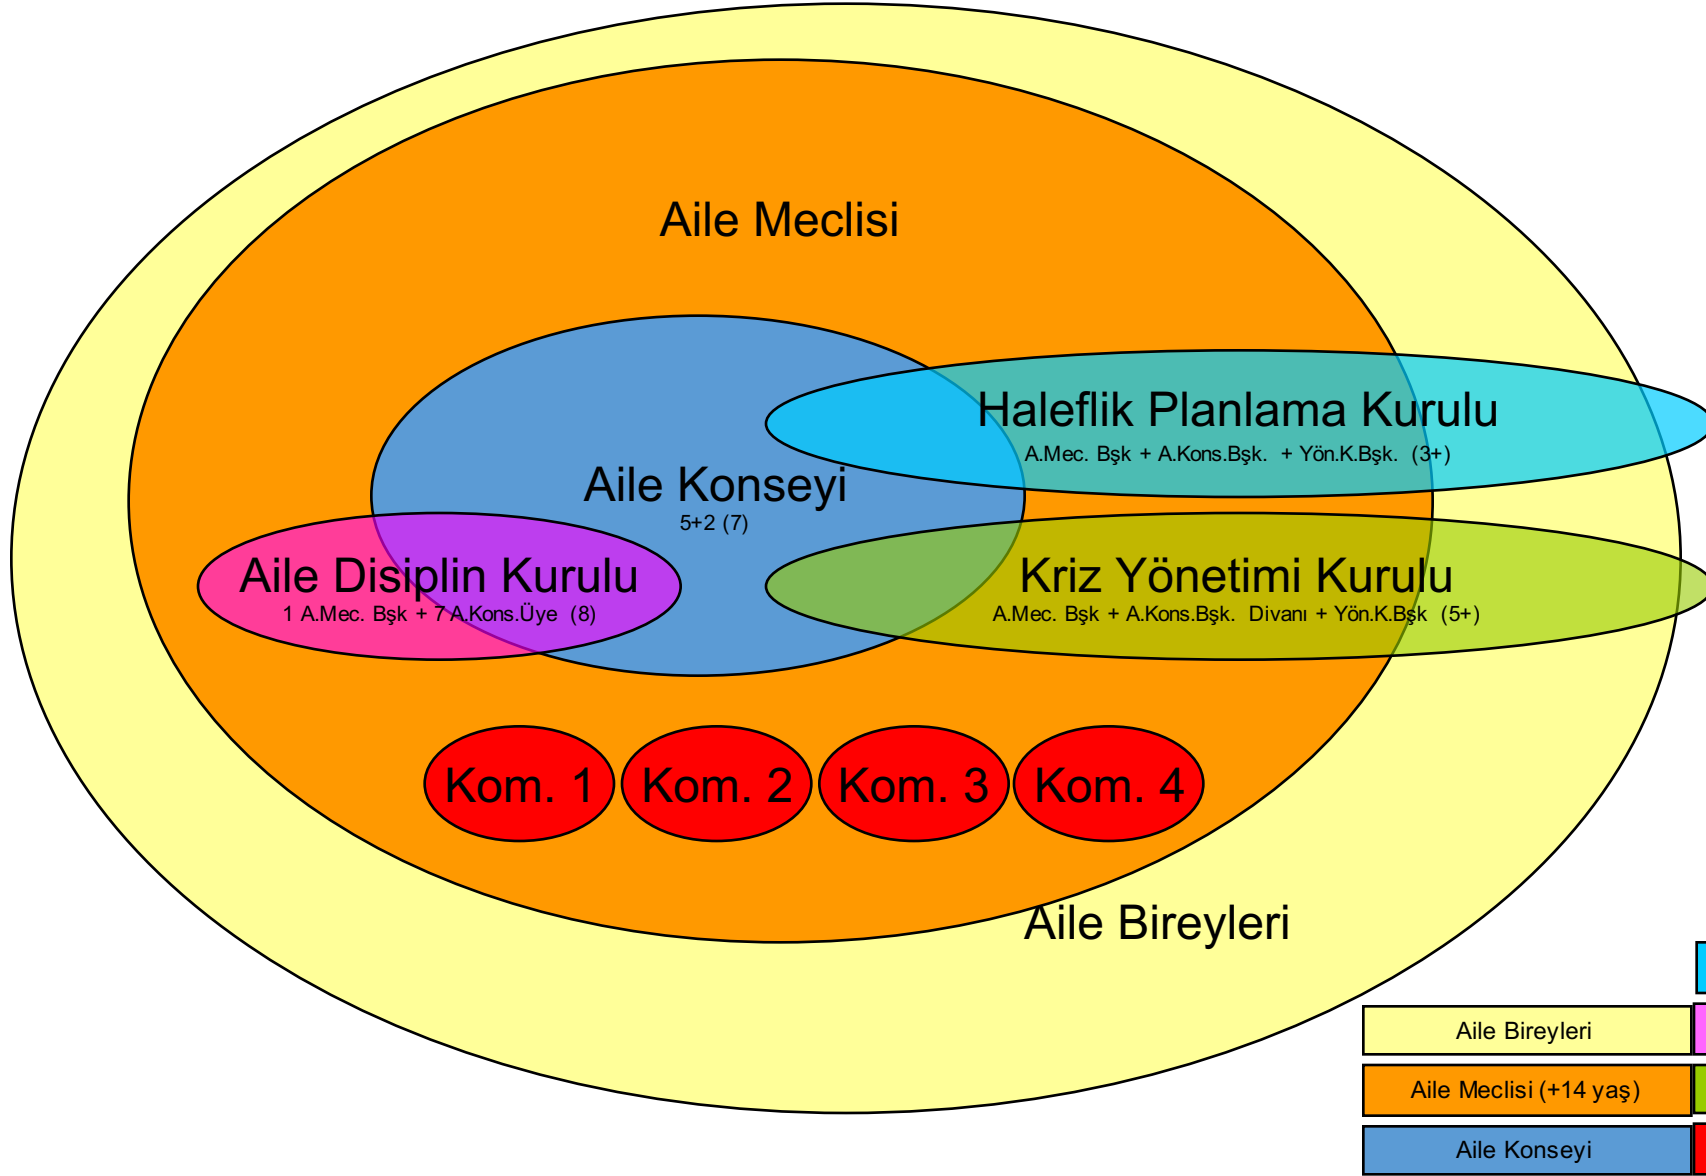 Aile Meclisi
Haleflik Planlama Kurulu
A.Mec. Bşk + A.Kons.Bşk. + Yön.K.Bşk. (3+)
Aile Konseyi
5+2 (7)
Aile Disiplin Kurulu
1 A.Mec. Bşk + 7 A.Kons.Üye (8)
Kriz Yönetimi Kurulu
A.Mec. Bşk + A.Kons.Bşk. Divanı + Yön.K.Bşk (5+)
Kom. 1
Kom. 2
Kom. 3
Kom. 4
Aile Bireyleri
Aile Bireyleri
Aile Meclisi (+14 yaş)
Aile Konseyi